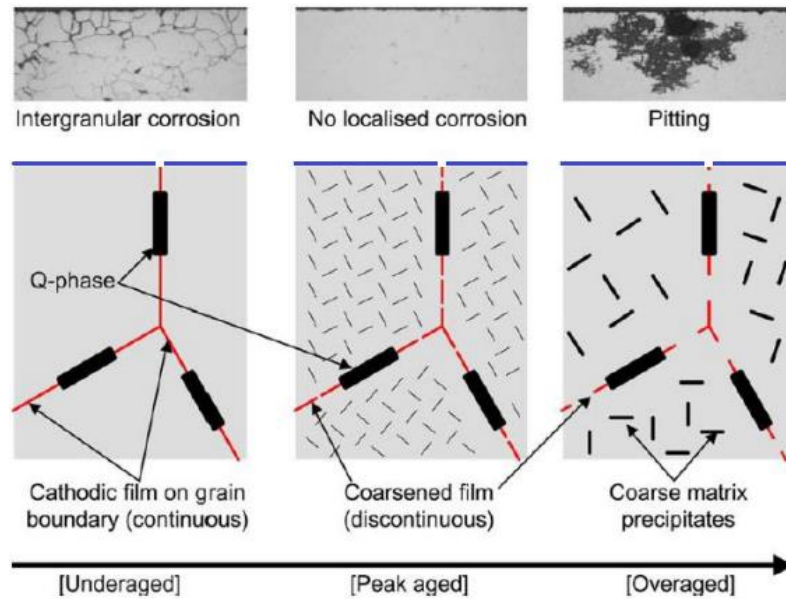 Intergranular corrosion
No localised corrosion
Pitting
Q-phase
Cathodic film on grain
boundary (continuous)
Coarsened film
(discontinuous)
Coarse matrix
precipitates
[Underaged]
[Peak aged]
[Overaged]